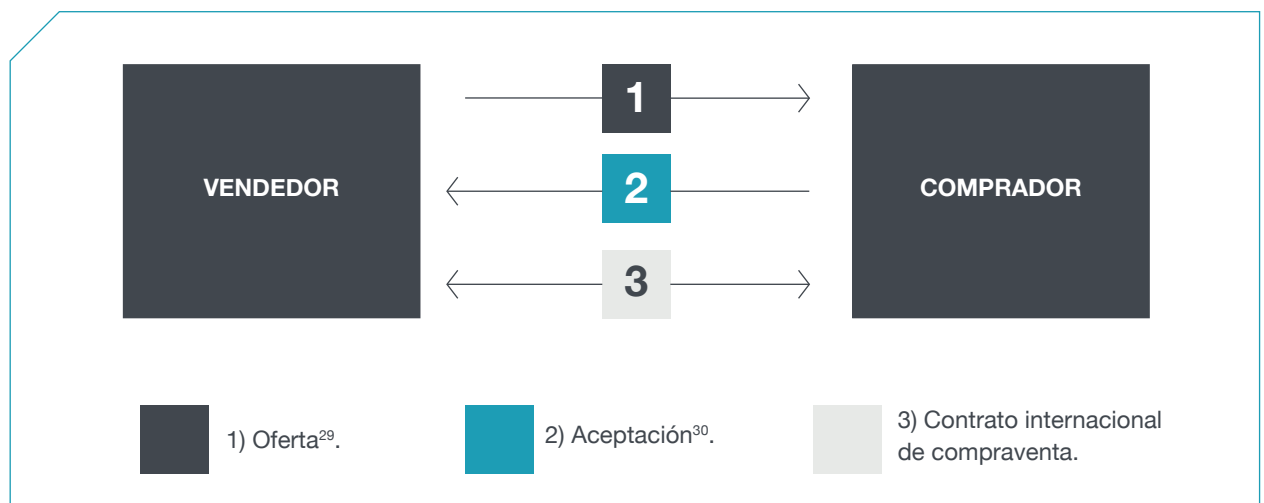 1
VENDEDOR
2
COMPRADOR
3
1) Oferta²⁹.
2) Aceptación³⁰.
3) Contrato internacional
de compraventa.